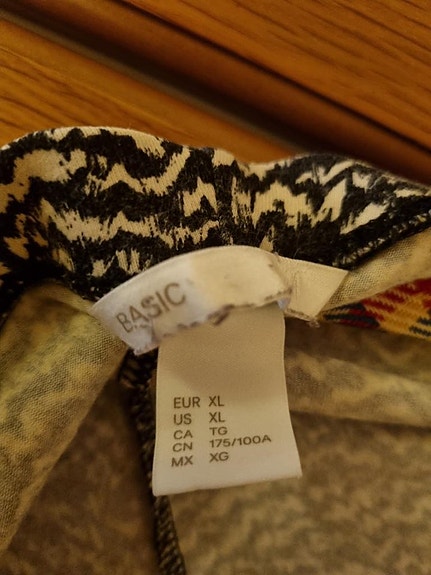 BASIC
EUR XL
US XL
CA TG
CN 175/100A
MX XG